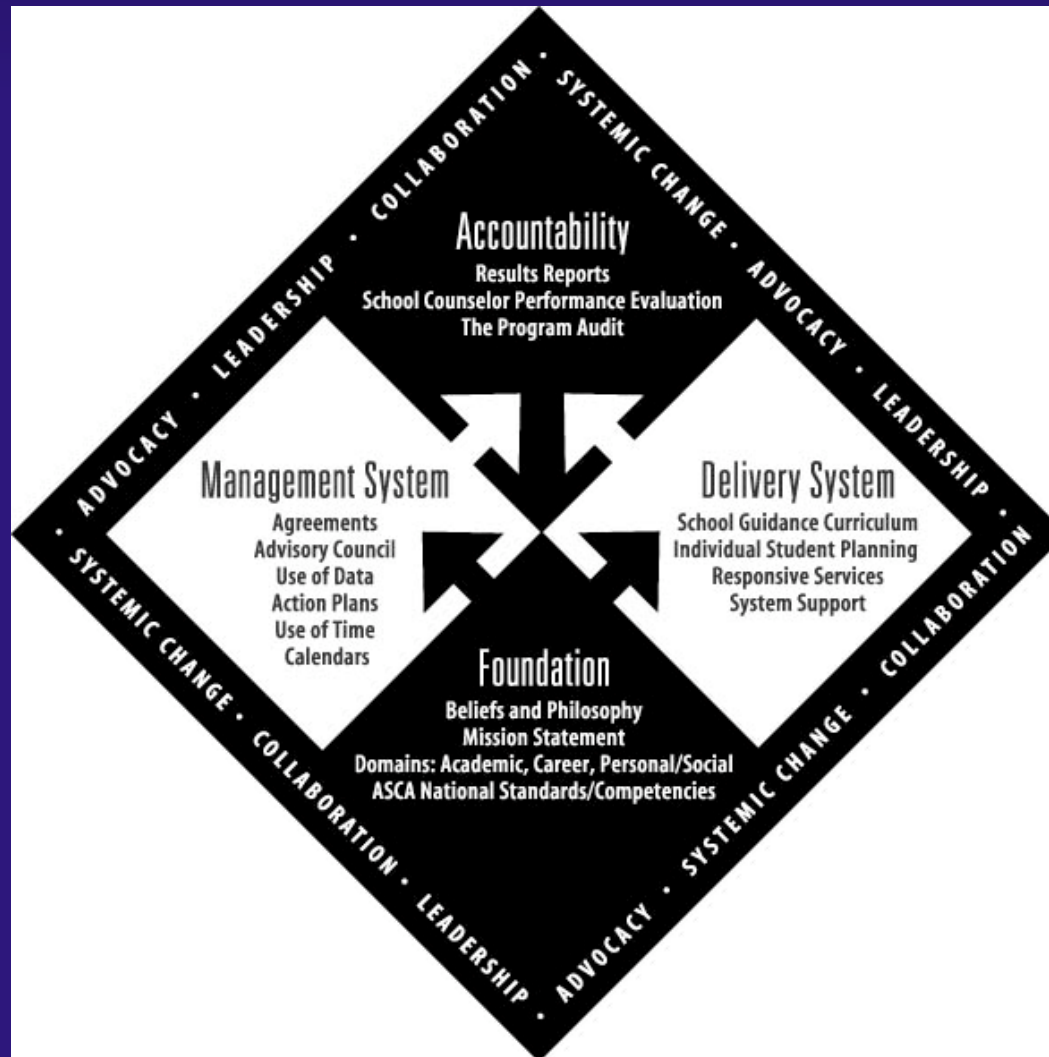 • ADVOCACY • LEADERSHIP • COLLABORATION •
SYSTEMIC CHANGE • ADVOCACY • LEADERSHIP •
Accountability
Results Reports
School Counselor Performance Evaluation
The Program Audit
Management System
Agreements
Advisory Council
Use of Data
Action Plans
Use of Time
Calendars
Delivery System
School Guidance Curriculum
Individual Student Planning
Responsive Services
System Support
Foundation
Beliefs and Philosophy
Mission Statement
Domains: Academic, Career, Personal/Social
ASCA National Standards/Competencies
• SYSTEMIC CHANGE • COLLABORATION • LEADERSHIP •
ADVOCACY • SYSTEMIC CHANGE • COLLABORATION